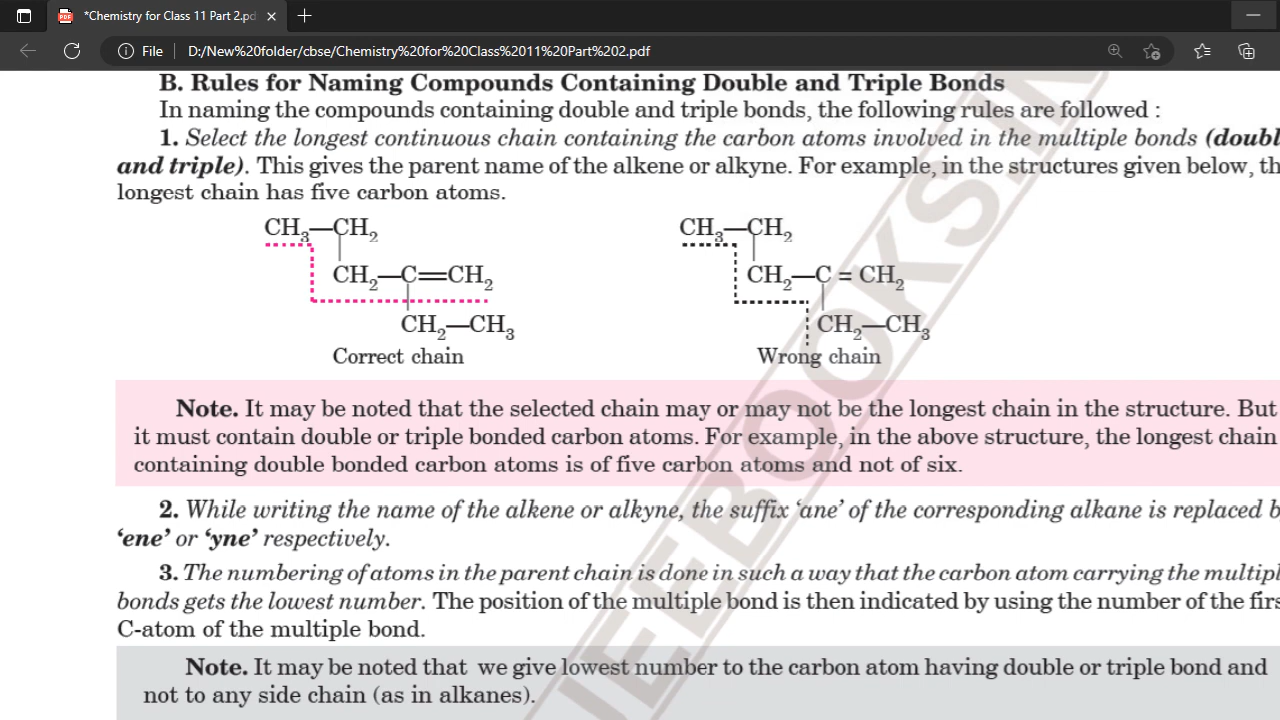 *Chemistry for Class 11 Part 2.pd
File D:/New%20folder/cbse/Chemistry%20for%20Class%2011%20Part%202.pdf
B. Rules for Naming Compounds Containing Double and Triple Bonds
In naming the compounds containing double and triple bonds, the following rules are followed :
1. Select the longest continuous chain containing the carbon atoms involved in the multiple bonds (doubl
and triple). This gives the parent name of the alkene or alkyne. For example, in the structures given below, th
longest chain has five carbon atoms.
CH₃—CH₂ CH₃—CH₂
CH₂—C=CH₂ CH₂—C = CH₂
CH₂—CH₃ CH₂—CH₃
Correct chain Wrong chain
Note. It may be noted that the selected chain may or may not be the longest chain in the structure. But
it must contain double or triple bonded carbon atoms. For example, in the above structure, the longest chain
containing double bonded carbon atoms is of five carbon atoms and not of six.
2. While writing the name of the alkene or alkyne, the suffix ‘ane’ of the corresponding alkane is replaced b
‘ene’ or ‘yne’ respectively.
3. The numbering of atoms in the parent chain is done in such a way that the carbon atom carrying the multipl
bonds gets the lowest number. The position of the multiple bond is then indicated by using the number of the firs
C-atom of the multiple bond.
Note. It may be noted that we give lowest number to the carbon atom having double or triple bond and
not to any side chain (as in alkanes).
JEEBOOKS.IN